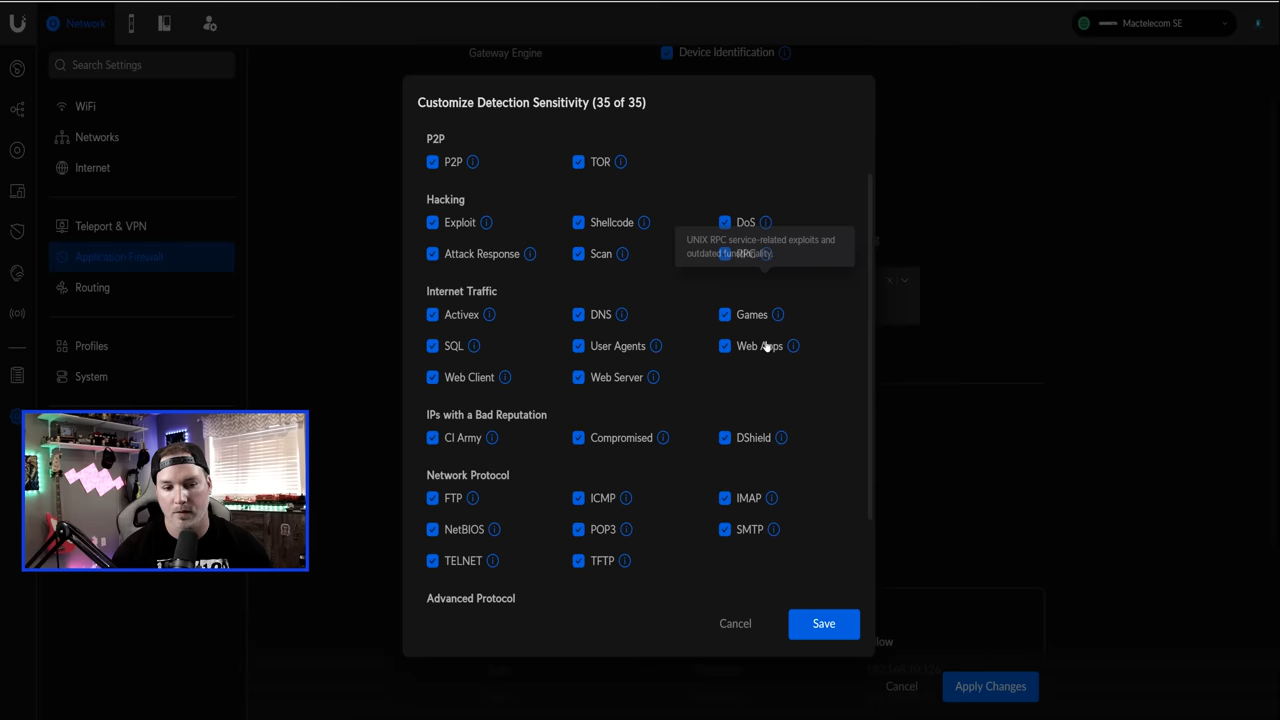 Network
Mactelecom SE
Search Settings
WiFi
Networks
Internet
Teleport & VPN
Application Firewall
Routing
Profiles
System
Gateway Engine
Device Identification
Customize Detection Sensitivity (35 of 35)
P2P
P2P TOR
Hacking
Exploit Shellcode DoS
UNIX RPC service-related exploits and
outdated functionality.
Attack Response Scan RPC
Internet Traffic
Activex DNS Games
SQL User Agents Web Apps
Web Client Web Server
IPs with a Bad Reputation
CI Army Compromised DShield
Network Protocol
FTP ICMP IMAP
NetBIOS POP3 SMTP
TELNET TFTP
Advanced Protocol
Cancel Save
Cancel Apply Changes